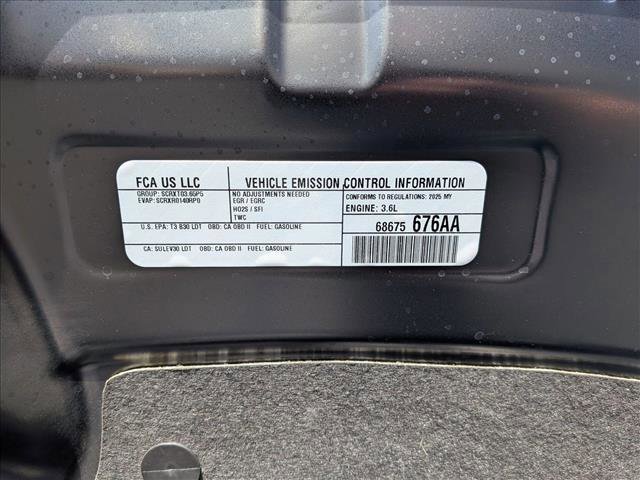 FCA US LLC
GROUP: SCRXT03.65P5
EVAP: SCRXR0140RP0
VEHICLE EMISSION CONTROL INFORMATION
NO ADJUSTMENTS NEEDED
EGR / EGRC
HO2S / SFI
TWC
CONFORMS TO REGULATIONS: 2025 MY
ENGINE: 3.6L
U.S. EPA: T3 B30 LDT OBD: CA OBD II FUEL: GASOLINE
68675 676AA
CA: SULEV30 LDT OBD: CA OBD II FUEL: GASOLINE